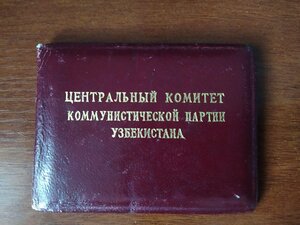 ЦЕНТРАЛЬНЫЙ КОМИТЕТ
КОММУНИСТИЧЕСКОЙ ПАРТИИ
УЗБЕКИСТАНА